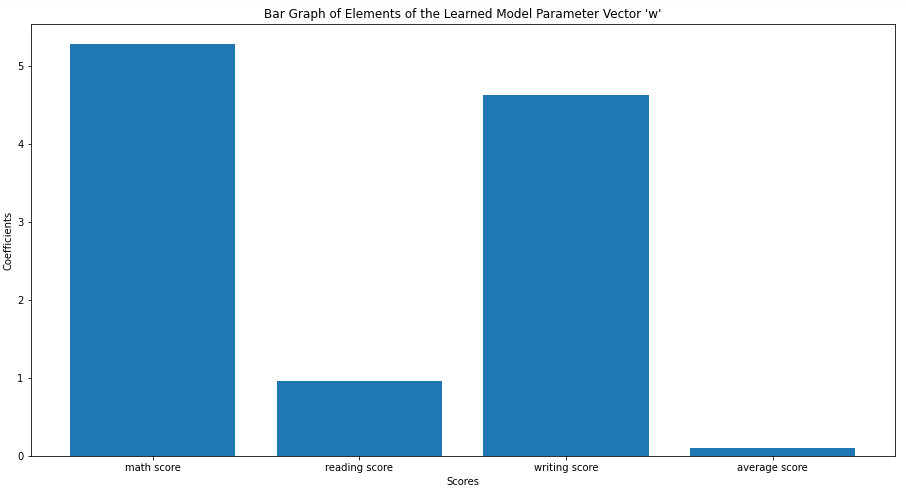 Bar Graph of Elements of the Learned Model Parameter Vector 'w'
5
4
3
2
1
0
Coefficients
math score
reading score
writing score
average score
Scores